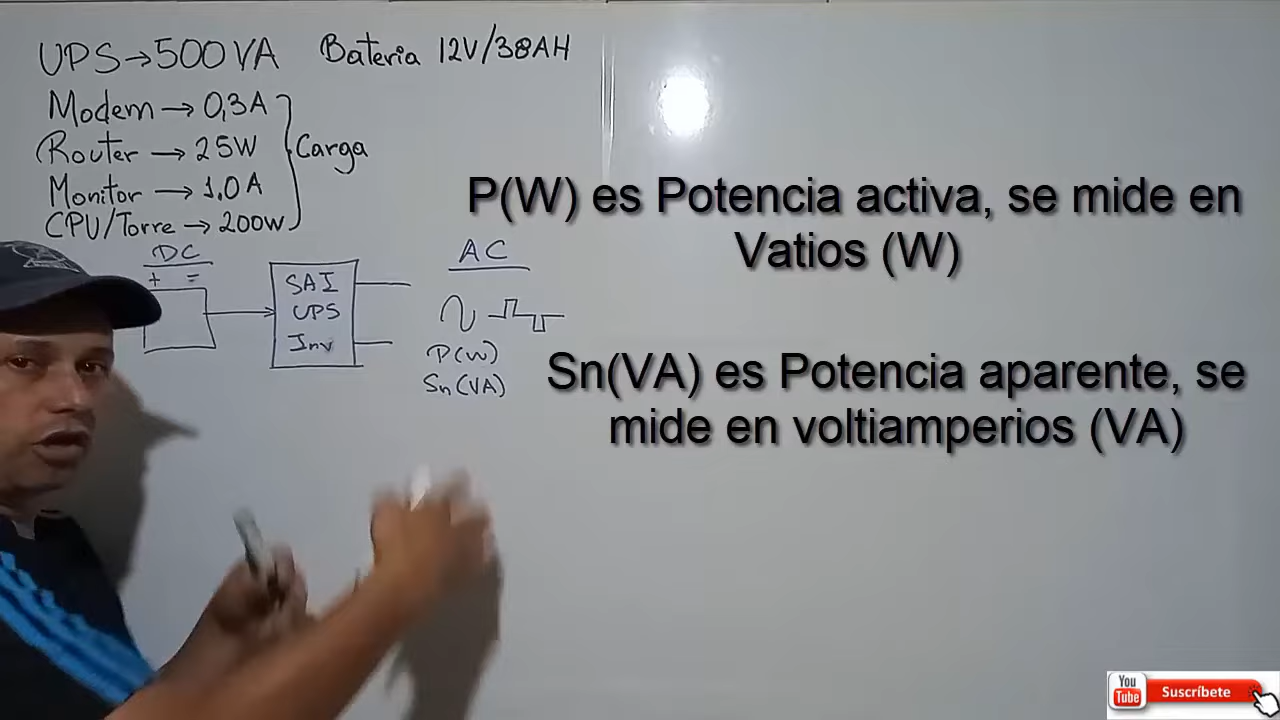 UPS→500VA Bateria 12V/38AH
Modem → 0,3A
Router → 25W
Monitor → 1.0A
CPU/Torre → 200W
Carga
DC
+ =
SAI
UPS
Inv
AC
P(W)
Sn(VA)
P(W) es Potencia activa, se mide en
Vatios (W)
Sn(VA) es Potencia aparente, se
mide en voltiamperios (VA)
You
Tube
Suscríbete